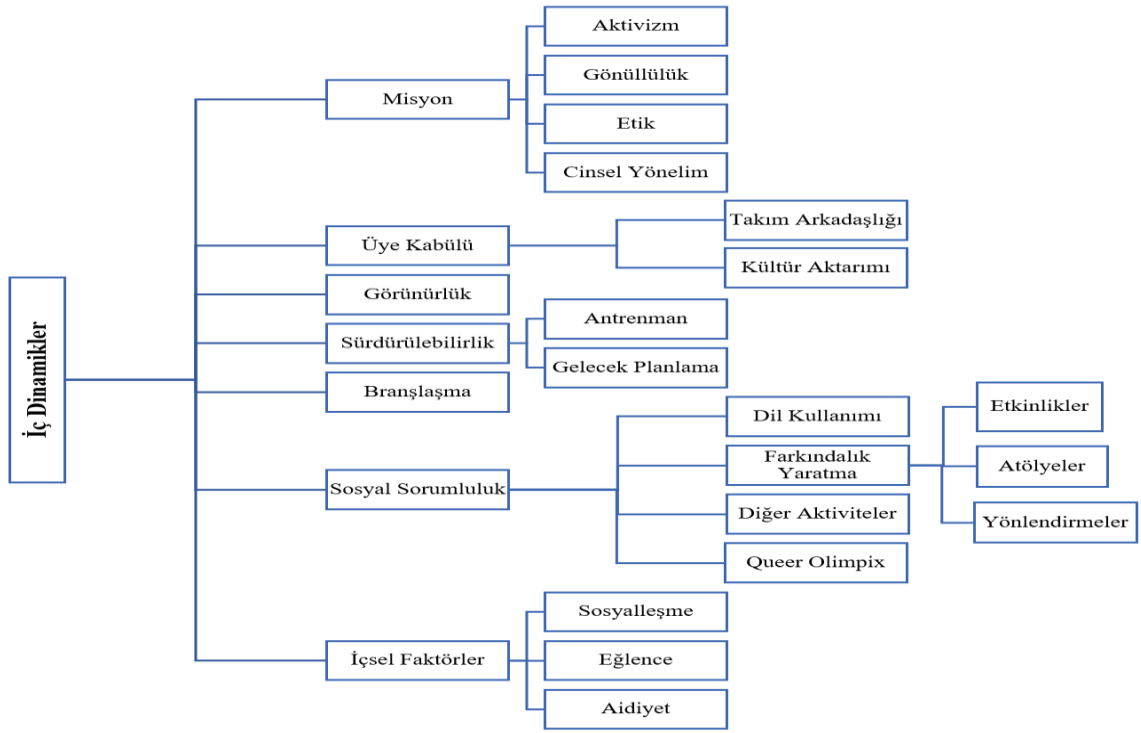 İç Dinamikler
Misyon
Aktivizm
Gönüllülük
Etik
Cinsel Yönelim
Üye Kabülü
Takım Arkadaşlığı
Kültür Aktarımı
Görünürlük
Sürdürülebilirlik
Antrenman
Gelecek Planlama
Branşlaşma
Sosyal Sorumluluk
Dil Kullanımı
Farkındalık
Yaratma
Etkinlikler
Atölyeler
Yönlendirmeler
Diğer Aktiviteler
Queer Olimpix
İçsel Faktörler
Sosyalleşme
Eğlence
Aidiyet